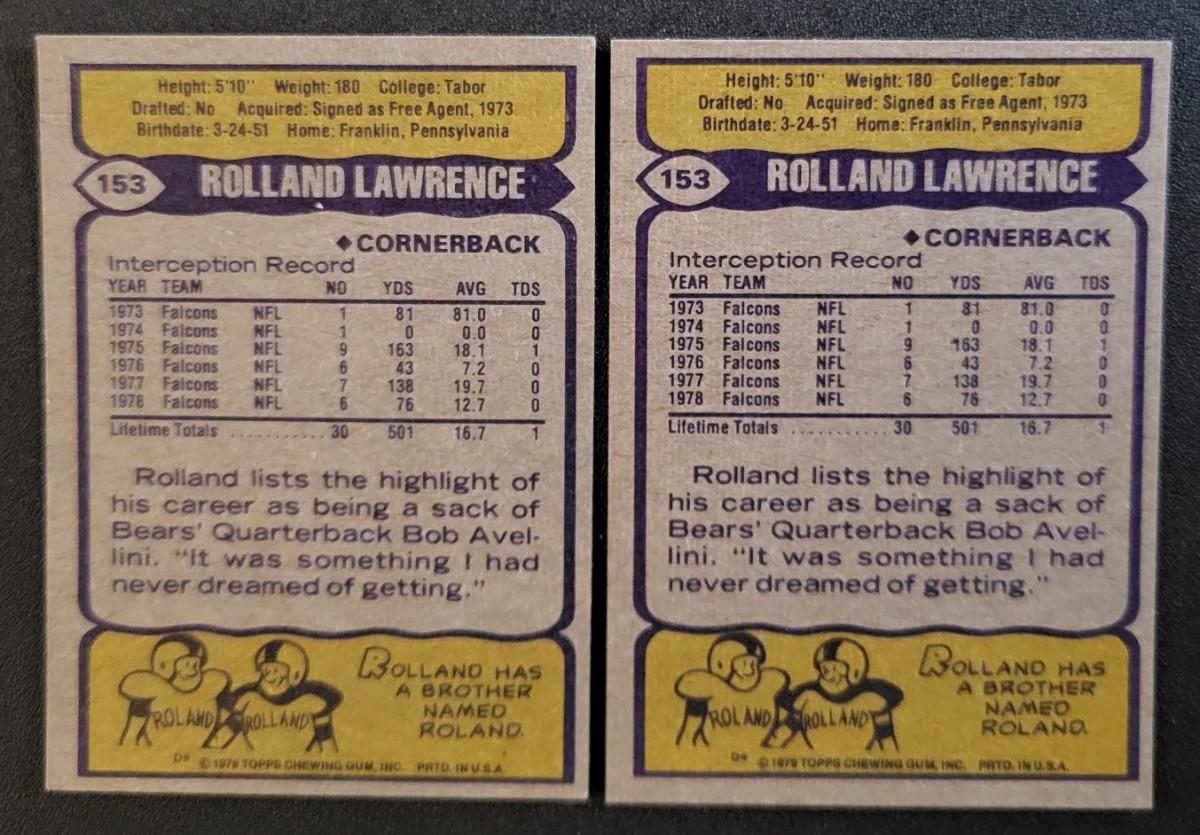 Height: 5'10" Weight: 180 College: Tabor
Drafted: No Acquired: Signed as Free Agent, 1973
Birthdate: 3-24-51 Home: Franklin, Pennsylvania
153 ROLLAND LAWRENCE
◆CORNERBACK
Interception Record
YEAR TEAM NO YDS AVG TDS
1973 Falcons NFL 1 81 81.0 0
1974 Falcons NFL 1 0 0.0 0
1975 Falcons NFL 9 163 18.1 1
1976 Falcons NFL 6 43 7.2 0
1977 Falcons NFL 7 138 19.7 0
1978 Falcons NFL 6 76 12.7 0
Lifetime Totals ............ 30 501 16.7 1
Rolland lists the highlight of
his career as being a sack of
Bears' Quarterback Bob Avel-
lini. "It was something I had
never dreamed of getting."
ROLLAND HAS
A BROTHER
NAMED
ROLAND.
ROLAND ROLLAND
© 1979 TOPPS CHEWING GUM, INC. PRTD. IN U.S.A.
Height: 5'10" Weight: 180 College: Tabor
Drafted: No Acquired: Signed as Free Agent, 1973
Birthdate: 3-24-51 Home: Franklin, Pennsylvania
153 ROLLAND LAWRENCE
◆CORNERBACK
Interception Record
YEAR TEAM NO YDS AVG TDS
1973 Falcons NFL 1 81 81.0 0
1974 Falcons NFL 1 0 0.0 0
1975 Falcons NFL 9 163 18.1 1
1976 Falcons NFL 6 43 7.2 0
1977 Falcons NFL 7 138 19.7 0
1978 Falcons NFL 6 76 12.7 0
Lifetime Totals ............ 30 501 16.7 1
Rolland lists the highlight of
his career as being a sack of
Bears' Quarterback Bob Avel-
lini. "It was something I had
never dreamed of getting."
ROLLAND HAS
A BROTHER
NAMED
ROLAND.
ROLAND ROLLAND
© 1979 TOPPS CHEWING GUM, INC. PRTD. IN U.S.A.